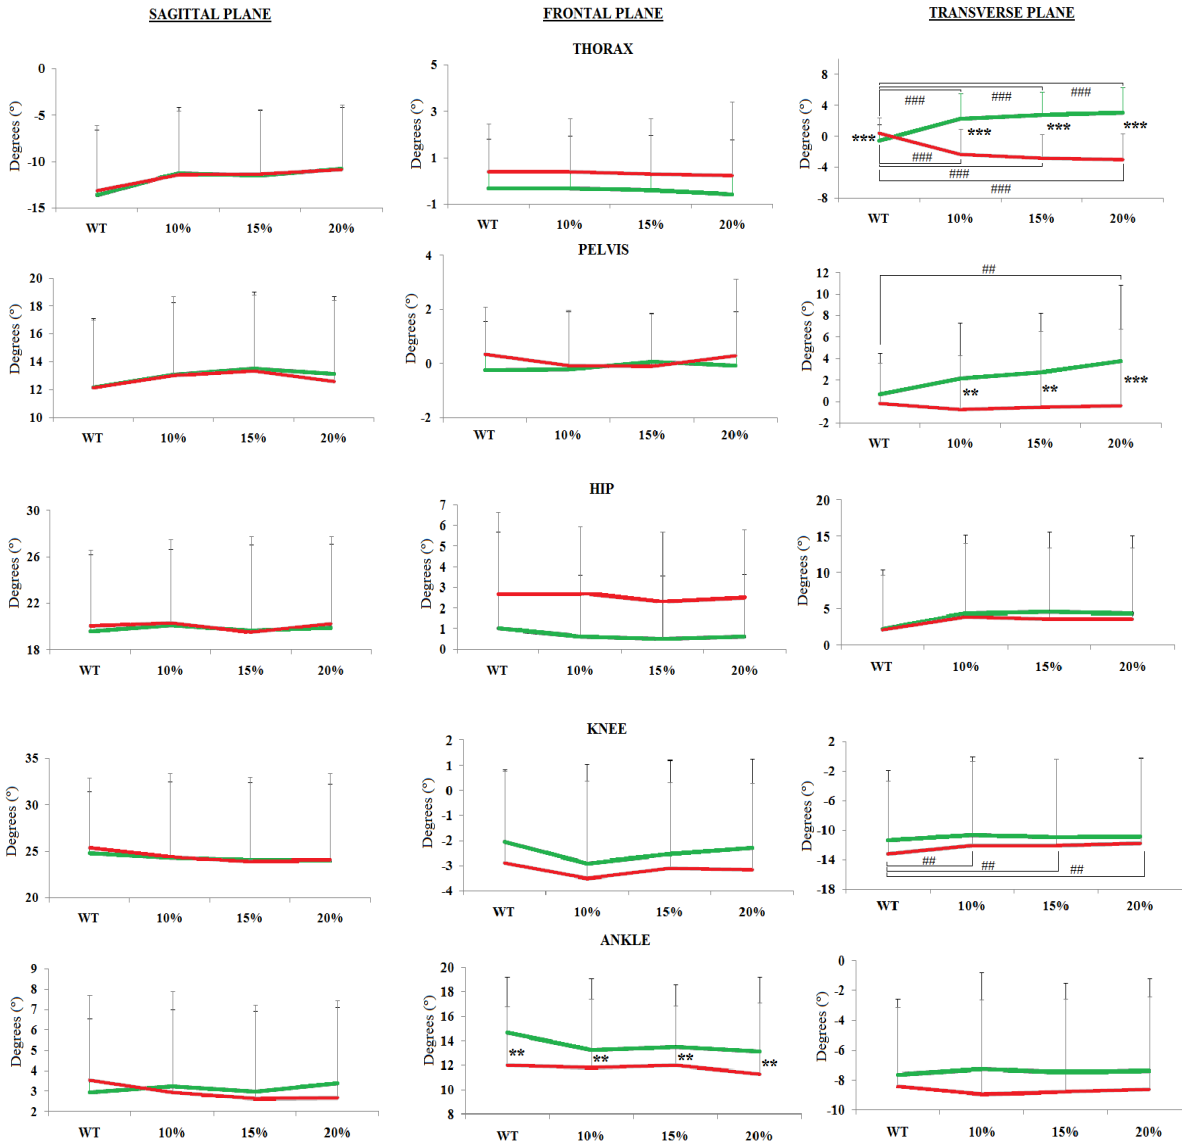 SAGITTAL PLANE
FRONTAL PLANE
TRANSVERSE PLANE
THORAX
Degrees (°)
0
-5
-10
-15
WT 10% 15% 20%
Degrees (°)
5
3
1
-1
WT 10% 15% 20%
Degrees (°)
8
4
0
-4
-8
### ### ###
*** *** *** ***
###
###
###
WT 10% 15% 20%
PELVIS
Degrees (°)
20
18
16
14
12
10
WT 10% 15% 20%
Degrees (°)
4
2
0
-2
WT 10% 15% 20%
Degrees (°)
12
10
8
6
4
2
0
-2
##
** ** ***
WT 10% 15% 20%
HIP
Degrees (°)
30
26
22
18
WT 10% 15% 20%
Degrees (°)
7
6
5
4
3
2
1
0
WT 10% 15% 20%
Degrees (°)
20
15
10
5
0
WT 10% 15% 20%
KNEE
Degrees (°)
35
30
25
20
WT 10% 15% 20%
Degrees (°)
2
1
0
-1
-2
-3
-4
WT 10% 15% 20%
Degrees (°)
2
-2
-6
-10
-14
-18
## ## ##
WT 10% 15% 20%
ANKLE
Degrees (°)
9
8
7
6
5
4
3
2
WT 10% 15% 20%
Degrees (°)
20
18
16
14
12
10
8
** ** ** **
WT 10% 15% 20%
Degrees (°)
0
-2
-4
-6
-8
-10
WT 10% 15% 20%